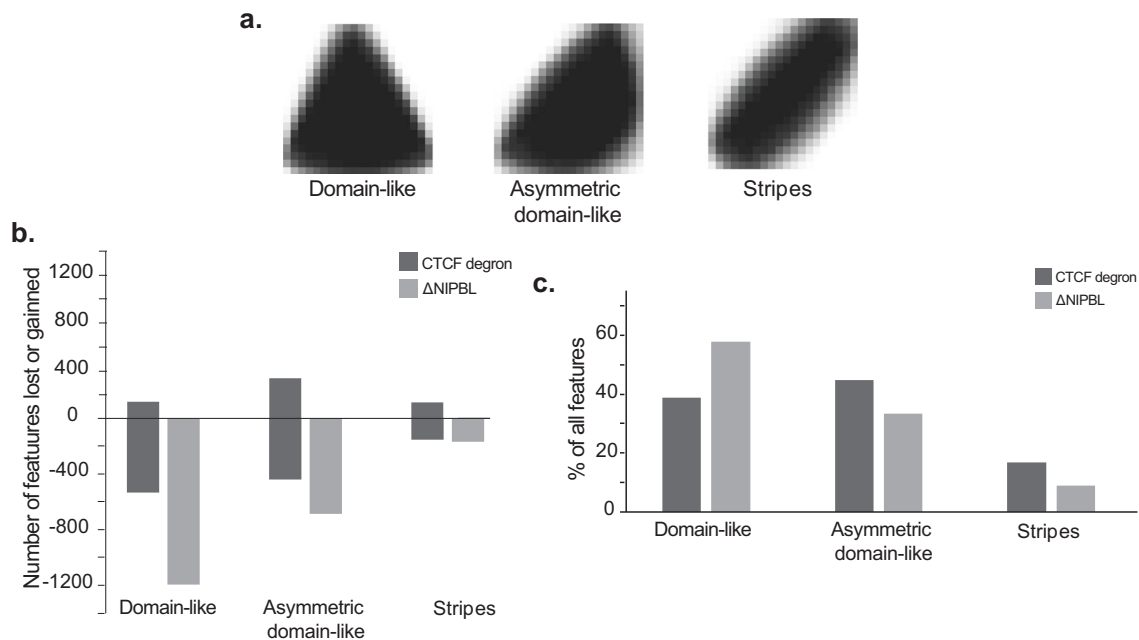 a.
Domain-like
Asymmetric
domain-like
Stripes
b.
Number of featuures lost or gainned
1200
800
400
0
-400
-800
-1200
CTCF degron
ΔNIPBL
Domain-like
Asymmetric
domain-like
Stripes
c.
% of all features
60
40
20
0
CTCF degron
ΔNIPBL
Domain-like
Asymmetric
domain-like
Stripes